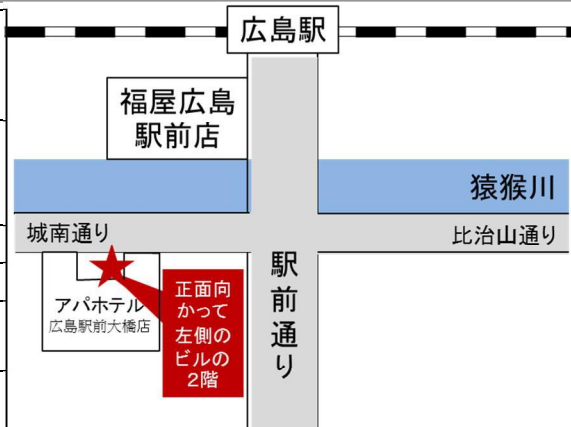 広島駅
福屋広島
駅前店
猿猴川
城南通り
比治山通り
駅前通り
アパホテル
広島駅前大橋店
正面向
かって
左側の
ビルの
2階